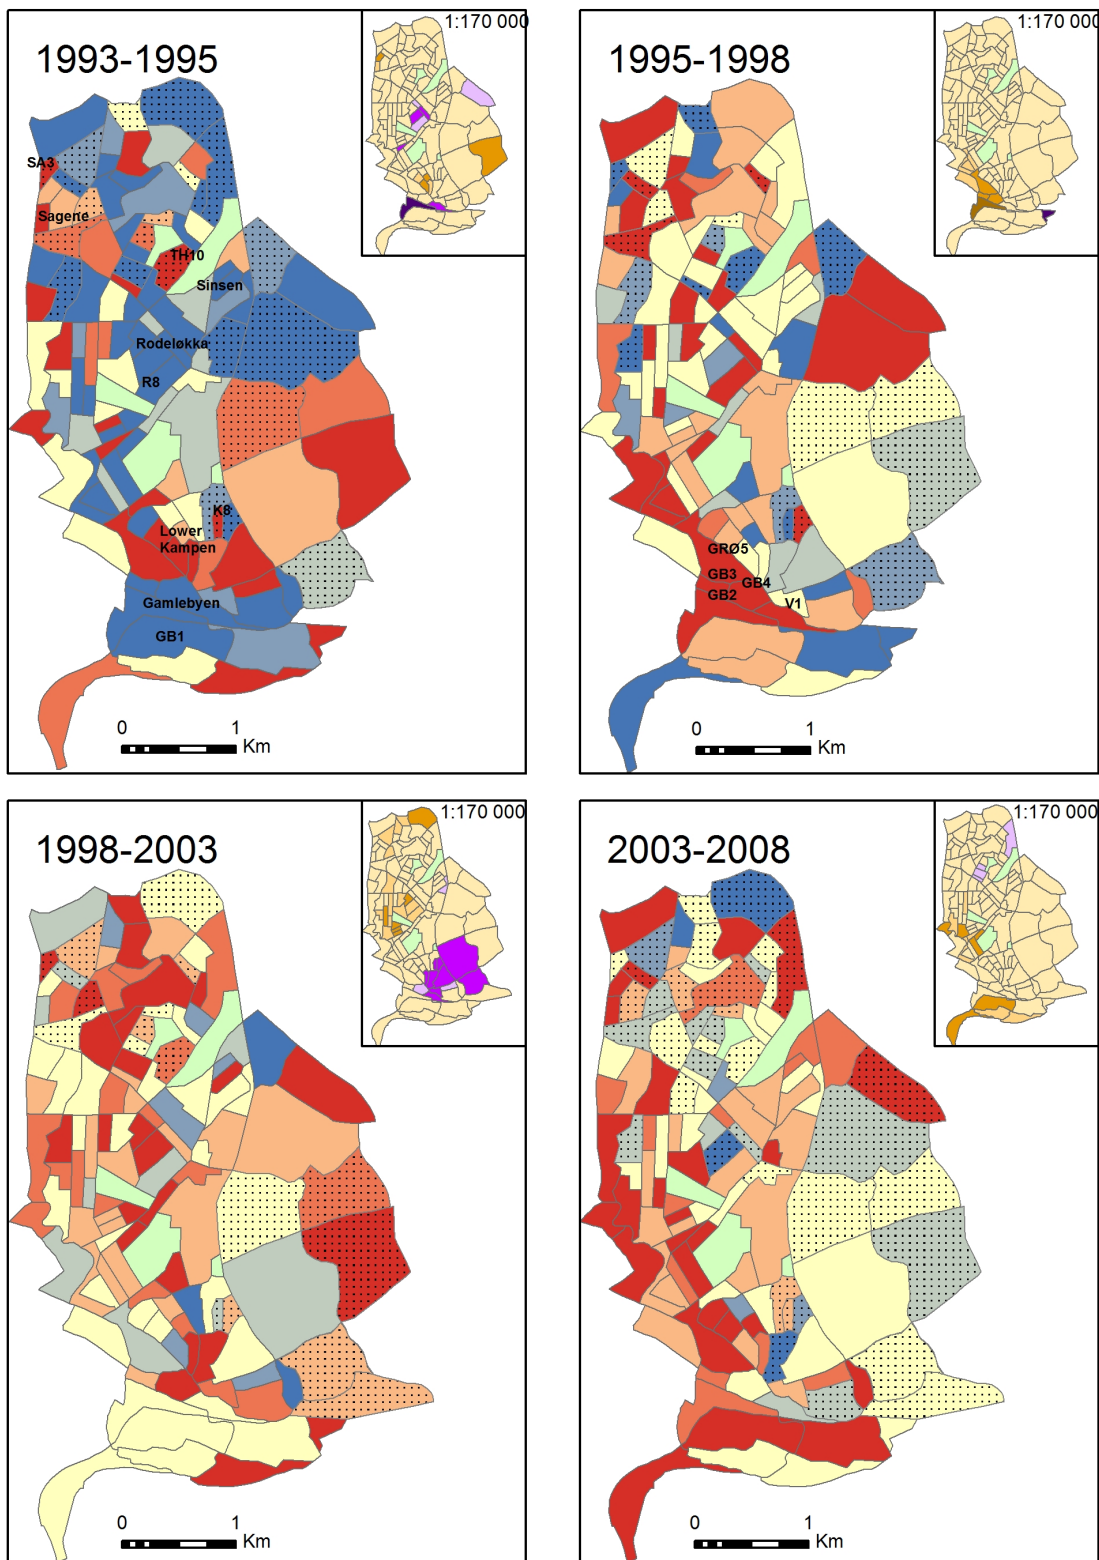 1993-1995
1:170 000
SA3
Sagene
TH10
Sinsen
Rodeløkka
R8
K8
Lower
Kampen
Gamlebyen
GB1
0 1
Km
1995-1998
1:170 000
GRØ5
GB3
GB4
GB2
V1
0 1
Km
1998-2003
1:170 000
0 1
Km
2003-2008
1:170 000
0 1
Km